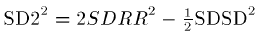 SD2² = 2SDRR² − ½SDSD²